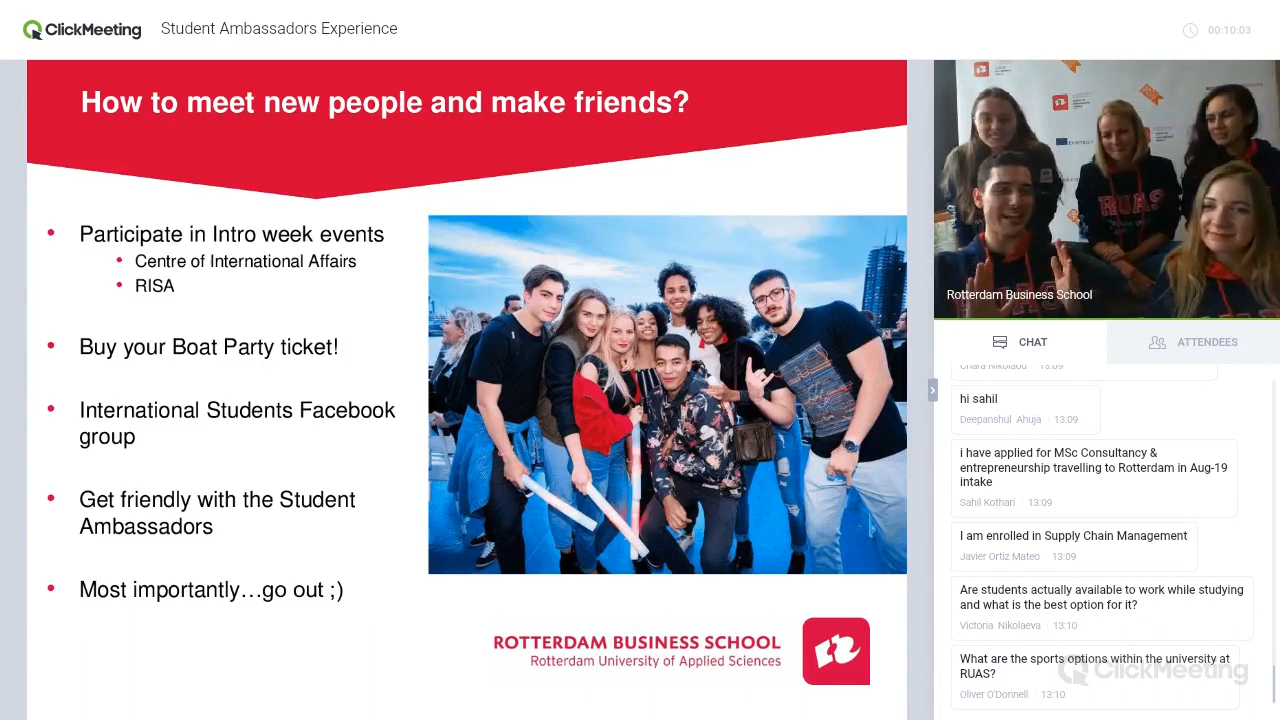 ClickMeeting
Student Ambassadors Experience
00:10:03
How to meet new people and make friends?
• Participate in Intro week events
• Centre of International Affairs
• RISA
• Buy your Boat Party ticket!
• International Students Facebook
group
• Get friendly with the Student
Ambassadors
• Most importantly…go out ;)
ROTTERDAM BUSINESS SCHOOL
Rotterdam University of Applied Sciences
RUAS
Rotterdam Business School
CHAT
ATTENDEES
Chara Nikolaou 13:09
hi sahil
Deepanshul Ahuja 13:09
i have applied for MSc Consultancy &
entrepreneurship travelling to Rotterdam in Aug-19
intake
Sahil Kothari 13:09
I am enrolled in Supply Chain Management
Javier Ortiz Mateo 13:09
Are students actually available to work while studying
and what is the best option for it?
Victoria Nikolaeva 13:10
What are the sports options within the university at
RUAS?
Oliver O'Donnell 13:10
ClickMeeting